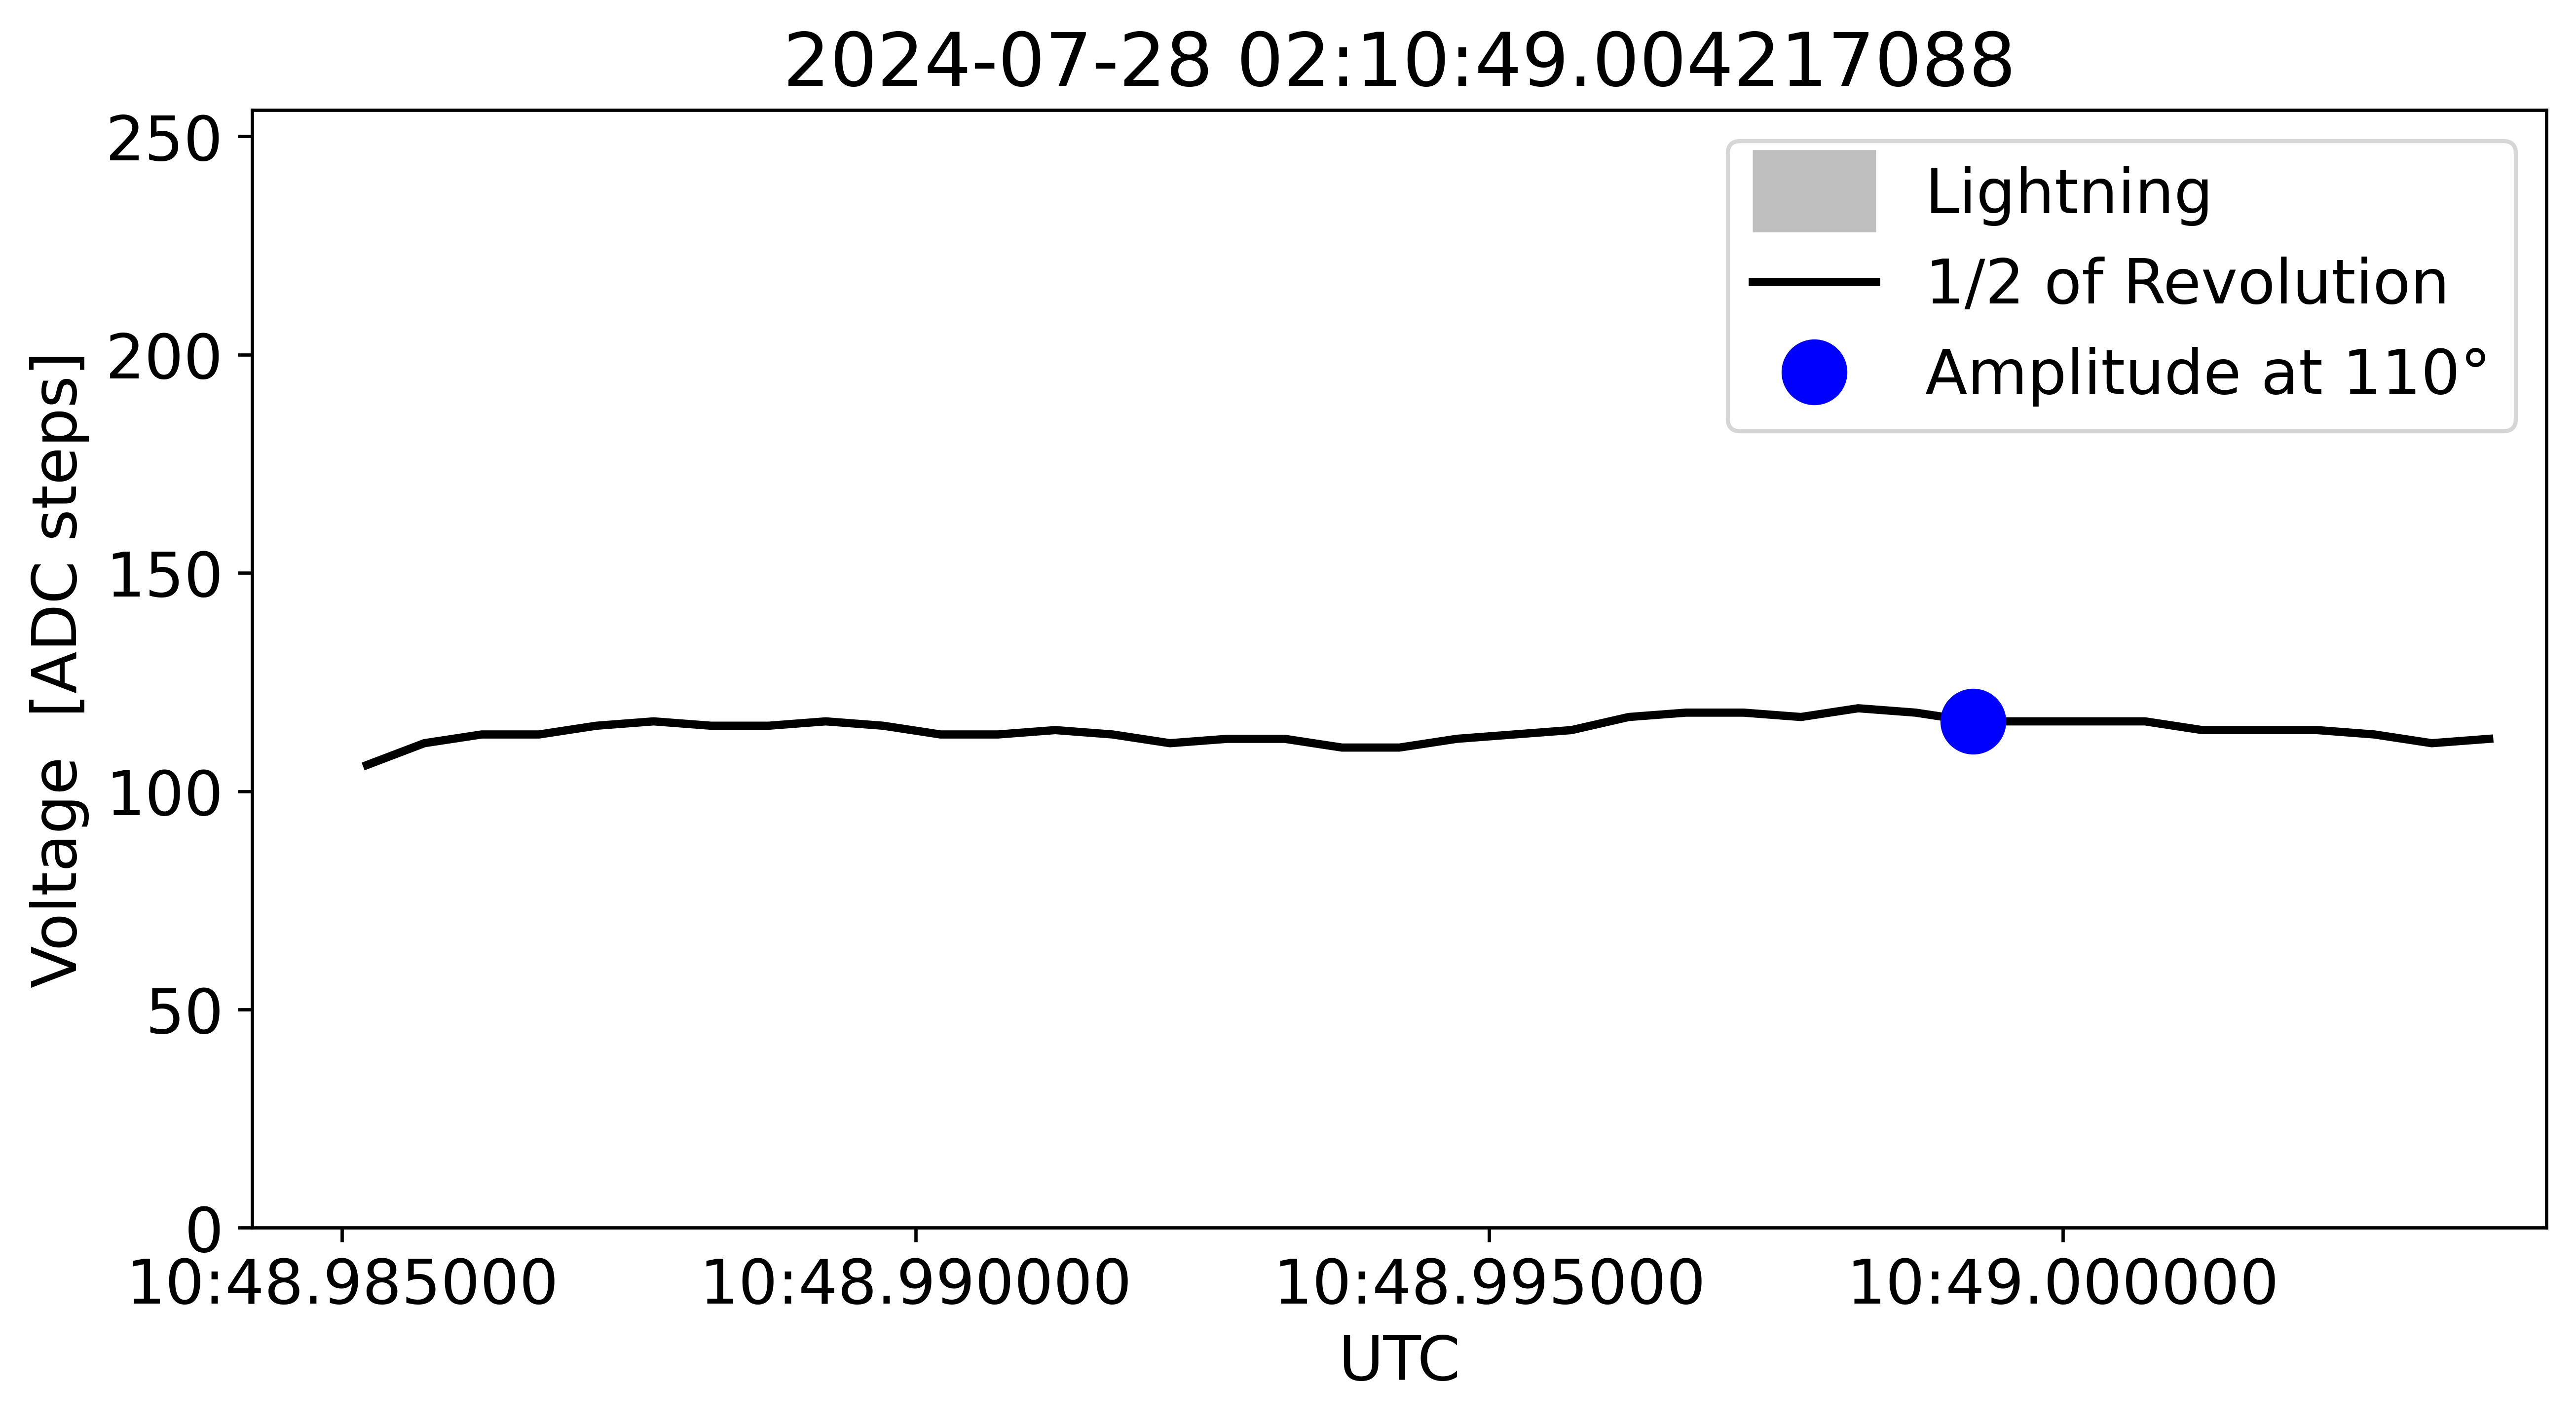 2024-07-28 02:10:49.004217088
Lightning
1/2 of Revolution
Amplitude at 110°
Voltage [ADC steps]
250
200
150
100
50
0
10:48.985000 10:48.990000 10:48.995000 10:49.000000
UTC